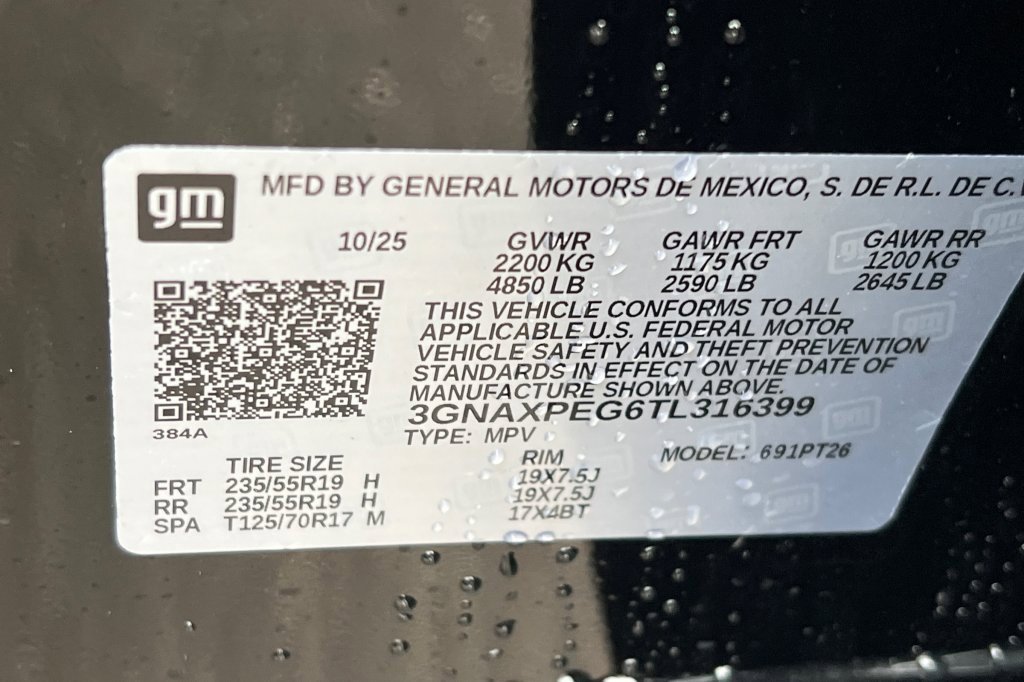 gm
MFD BY GENERAL MOTORS DE MEXICO, S. DE R.L. DE C.
10/25
GVWR GAWR FRT GAWR RR
2200 KG 1175 KG 1200 KG
4850 LB 2590 LB 2645 LB
THIS VEHICLE CONFORMS TO ALL
APPLICABLE U.S. FEDERAL MOTOR
VEHICLE SAFETY AND THEFT PREVENTION
STANDARDS IN EFFECT ON THE DATE OF
MANUFACTURE SHOWN ABOVE.
3GNAXPEG6TL316399
384A
TYPE: MPV
MODEL: 691PT26
TIRE SIZE RIM
FRT 235/55R19 H 19X7.5J
RR 235/55R19 H 19X7.5J
SPA T125/70R17 M 17X4BT